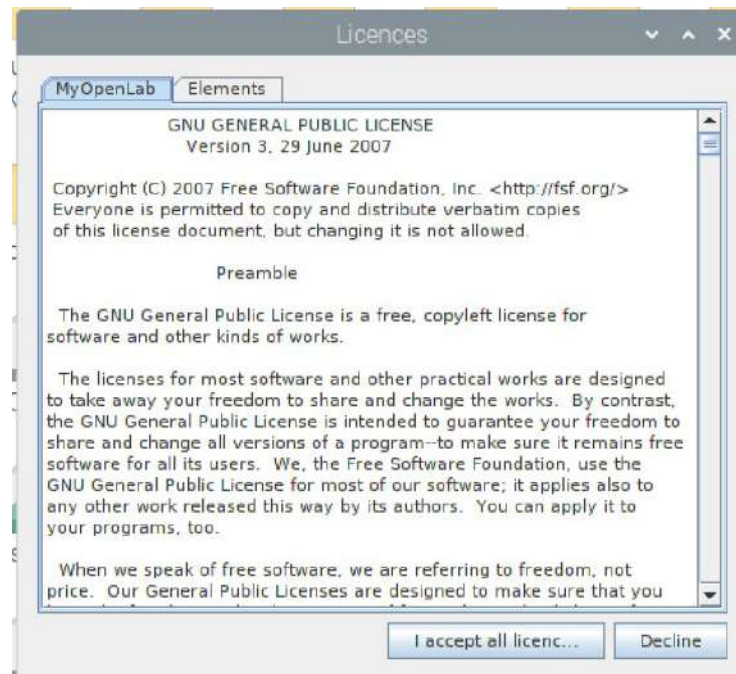 Licences
MyOpenLab
Elements
GNU GENERAL PUBLIC LICENSE
Version 3, 29 June 2007
Copyright (C) 2007 Free Software Foundation, Inc. <http://fsf.org/>
Everyone is permitted to copy and distribute verbatim copies
of this license document, but changing it is not allowed.
Preamble
The GNU General Public License is a free, copyleft license for
software and other kinds of works.
The licenses for most software and other practical works are designed
to take away your freedom to share and change the works. By contrast,
the GNU General Public License is intended to guarantee your freedom to
share and change all versions of a program--to make sure it remains free
software for all its users. We, the Free Software Foundation, use the
GNU General Public License for most of our software; it applies also to
any other work released this way by its authors. You can apply it to
your programs, too.
When we speak of free software, we are referring to freedom, not
price. Our General Public Licenses are designed to make sure that you
I accept all licenc...
Decline